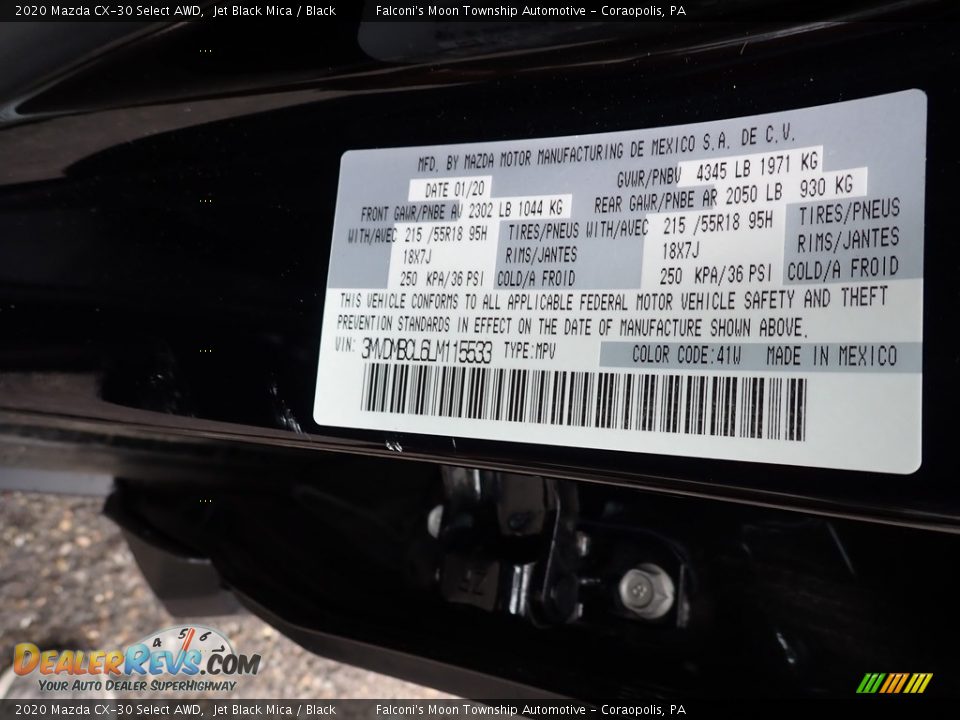 2020 Mazda CX-30 Select AWD, Jet Black Mica / Black Falconi's Moon Township Automotive - Coraopolis, PA
MFD. BY MAZDA MOTOR MANUFACTURING DE MEXICO S.A. DE C.V.
DATE 01/20 GVWR/PNBV 4345 LB 1971 KG
FRONT GAWR/PNBE AV 2302 LB 1044 KG REAR GAWR/PNBE AR 2050 LB 930 KG
WITH/AVEC 215 /55R18 95H TIRES/PNEUS WITH/AVEC 215 /55R18 95H TIRES/PNEUS
18X7J RIMS/JANTES 18X7J RIMS/JANTES
250 KPA/36 PSI COLD/A FROID 250 KPA/36 PSI COLD/A FROID
THIS VEHICLE CONFORMS TO ALL APPLICABLE FEDERAL MOTOR VEHICLE SAFETY AND THEFT
PREVENTION STANDARDS IN EFFECT ON THE DATE OF MANUFACTURE SHOWN ABOVE.
VIN: 3MVDMBCL6LM115533 TYPE:MPV COLOR CODE:41W MADE IN MEXICO
4 5 6
DEALERREVS.COM
YOUR AUTO DEALER SUPERHIGHWAY
2020 Mazda CX-30 Select AWD, Jet Black Mica / Black Falconi's Moon Township Automotive - Coraopolis, PA